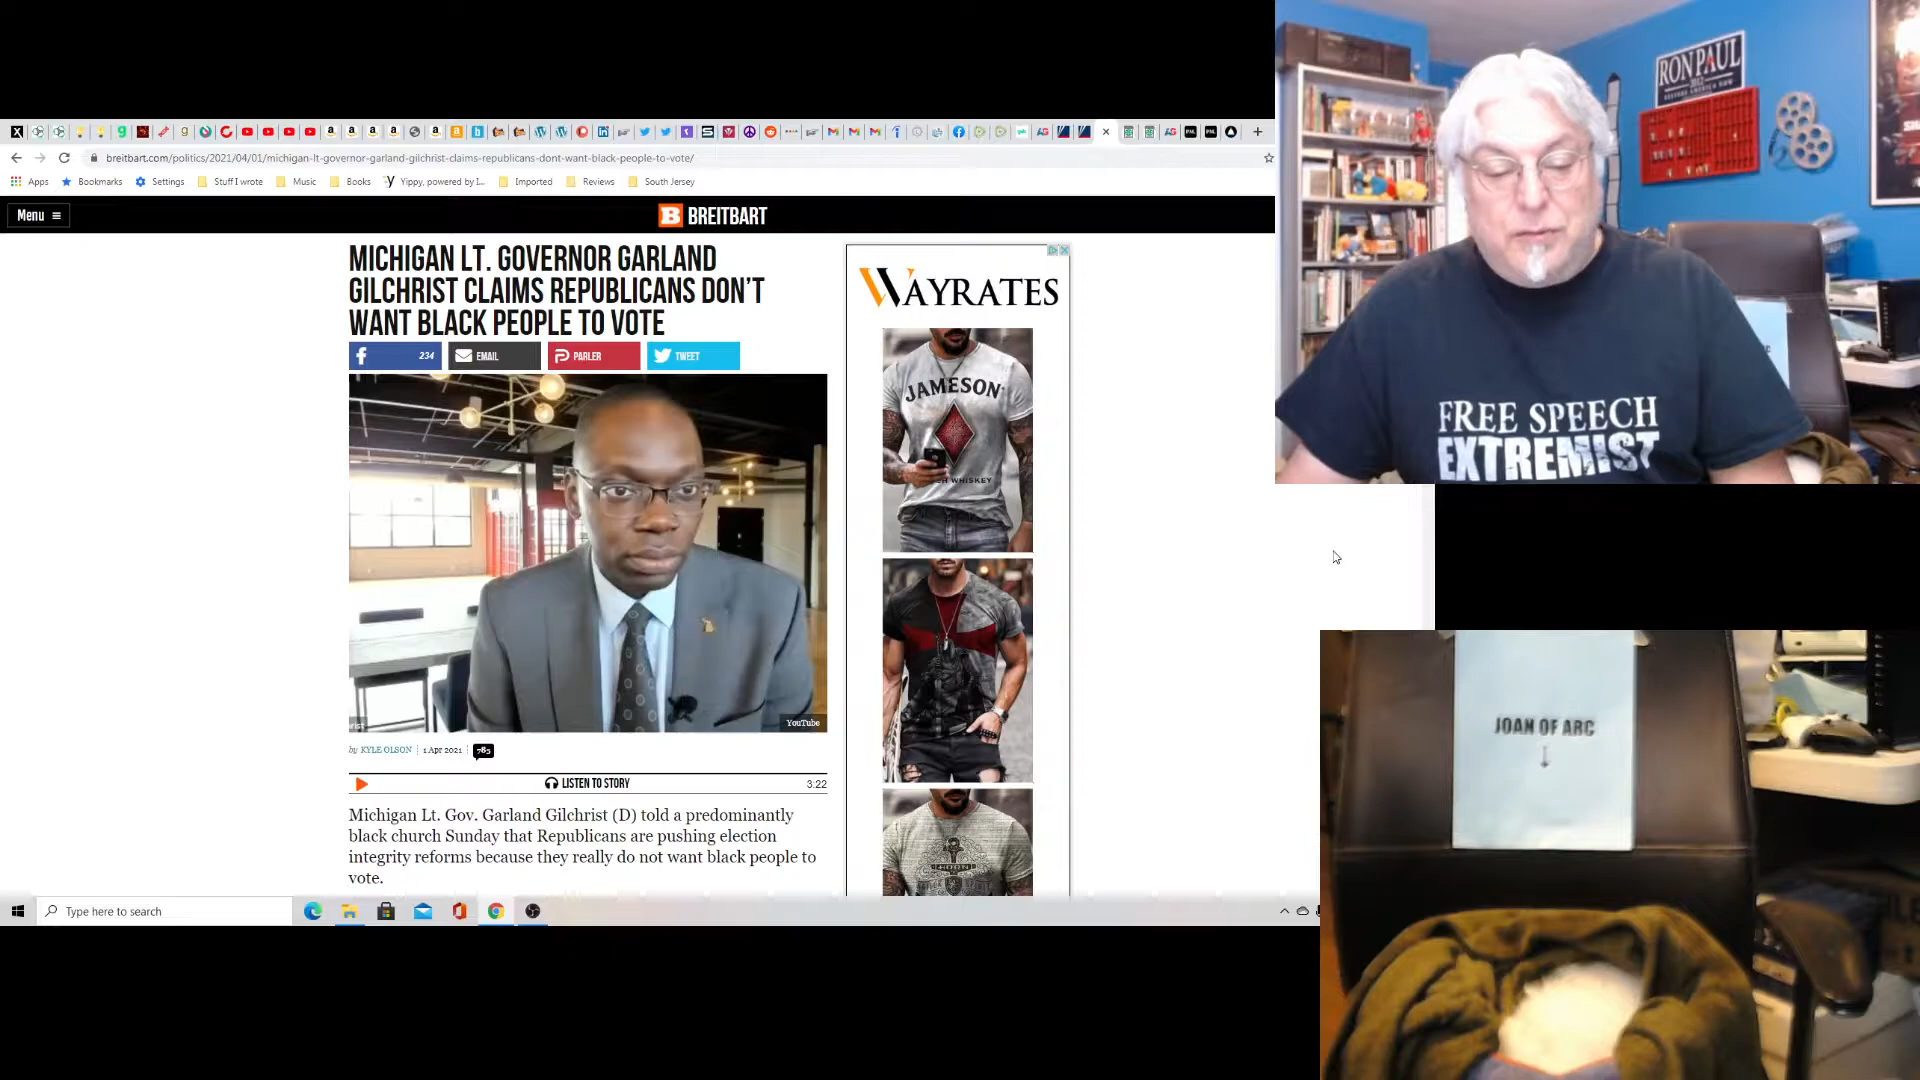 breitbart.com/politics/2021/04/01/michigan-lt-governor-garland-gilchrist-claims-republicans-dont-want-black-people-to-vote/
Apps Bookmarks Settings Stuff I wrote Music Books Yippy, powered by I... Imported Reviews South Jersey
Menu
B BREITBART
MICHIGAN LT. GOVERNOR GARLAND
GILCHRIST CLAIMS REPUBLICANS DON'T
WANT BLACK PEOPLE TO VOTE
234 EMAIL PARLER TWEET
YouTube
by KYLE OLSON 1 Apr 2021 785
LISTEN TO STORY 3:22
Michigan Lt. Gov. Garland Gilchrist (D) told a predominantly
black church Sunday that Republicans are pushing election
integrity reforms because they really do not want black people to
vote.
WAYRATES
JAMESON
WHISKEY
Type here to search
RON PAUL
FREE SPEECH
EXTREMIST
JOAN OF ARC